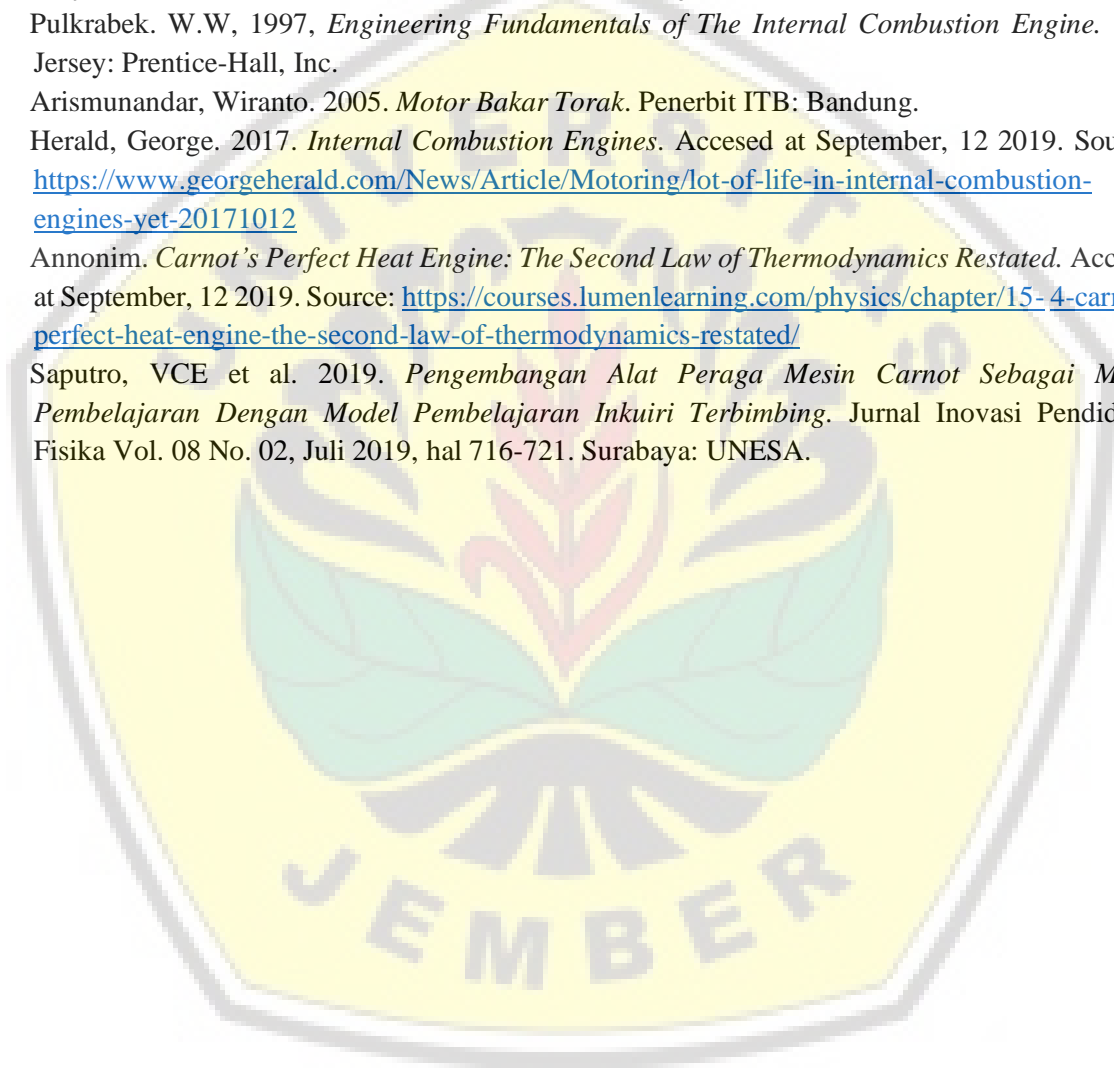 Pulkrabek. W.W, 1997, Engineering Fundamentals of The Internal Combustion Engine.
Jersey: Prentice-Hall, Inc.
Arismunandar, Wiranto. 2005. Motor Bakar Torak. Penerbit ITB: Bandung.
Herald, George. 2017. Internal Combustion Engines. Accesed at September, 12 2019.
https://www.georgeherald.com/News/Article/Motoring/lot-of-life-in-internal-combustion-
engines-yet-20171012
Annonim. Carnot's Perfect Heat Engine: The Second Law of Thermodynamics Restated.
at September, 12 2019. Source: https://courses.lumenlearning.com/physics/chapter/15- 4-
perfect-heat-engine-the-second-law-of-thermodynamics-restated/
Saputro, VCE et al. 2019. Pengembangan Alat Peraga Mesin Carnot Sebagai
Pembelajaran Dengan Model Pembelajaran Inkuiri Terbimbing. Jurnal Inovasi
Fisika Vol. 08 No. 02, Juli 2019, hal 716-721. Surabaya: UNESA.
UNIVERSITAS
JEMBER